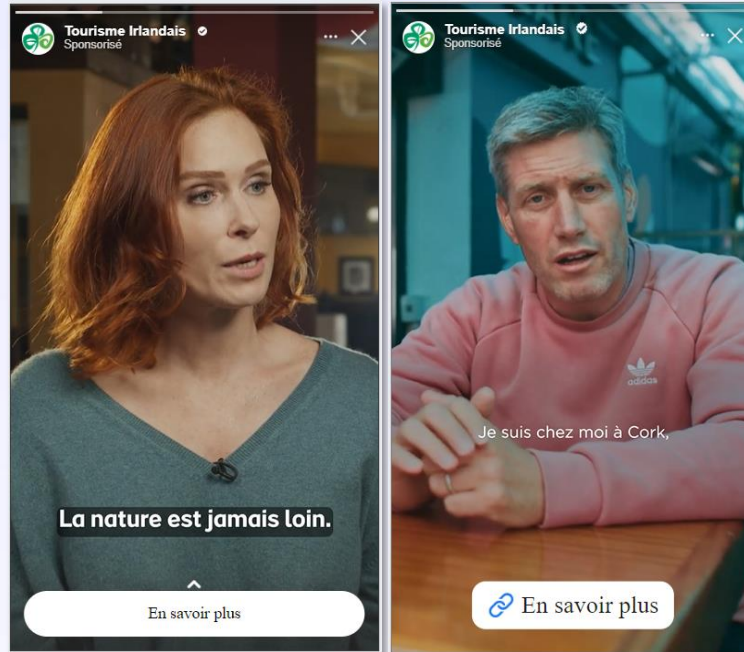 Tourisme Irlandais
Sponsorisé
La nature est jamais loin.
En savoir plus
Tourisme Irlandais
Sponsorisé
adidas
Je suis chez moi à Cork,
En savoir plus